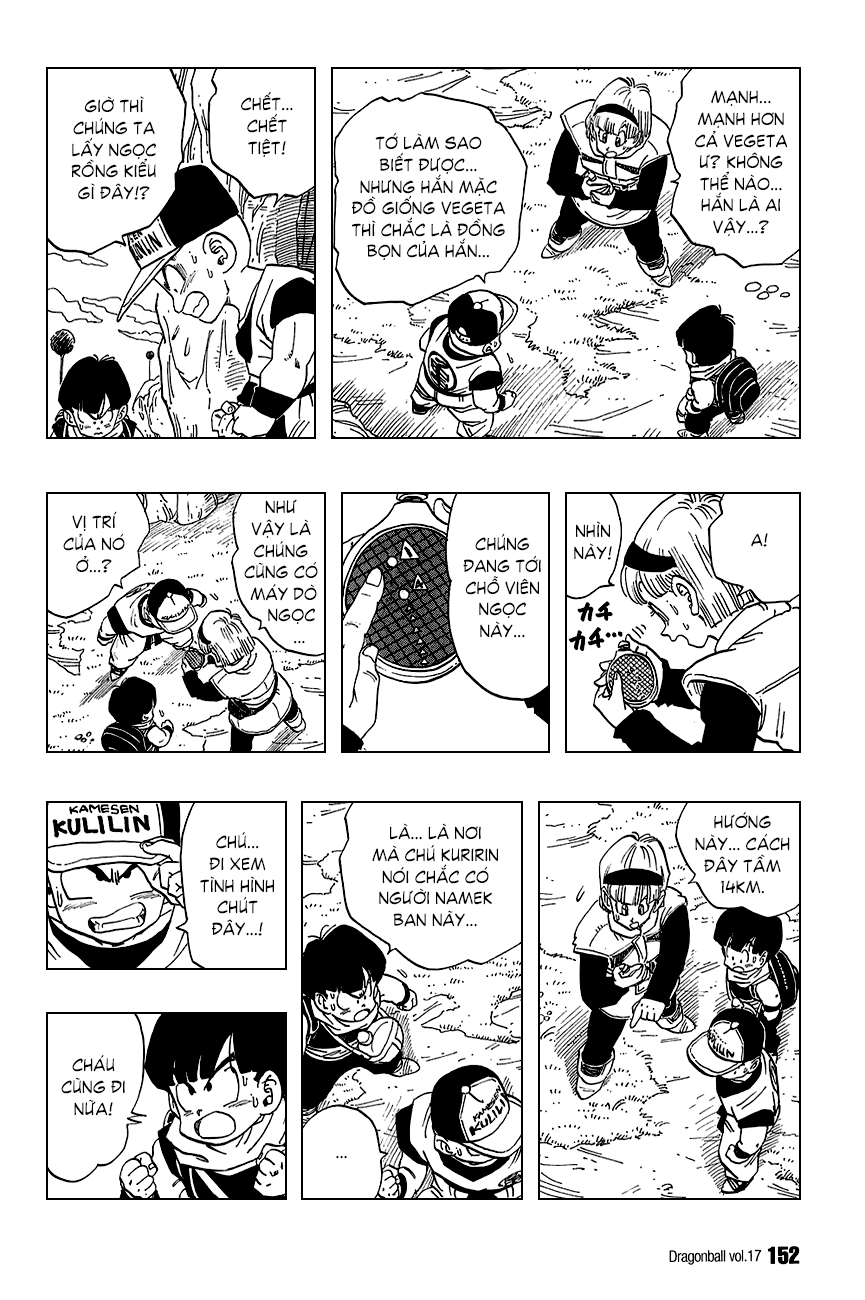 MẠNH...
MẠNH HƠN
CẢ VEGETA
Ư? KHÔNG
THỂ NÀO...
HẮN LÀ AI
VẬY...?
TỚ LÀM SAO
BIẾT ĐƯỢC...
NHƯNG HẮN MẶC
ĐỒ GIỐNG VEGETA
THÌ CHẮC LÀ ĐỒNG
BỌN CỦA HẮN...
CHẾT...
CHẾT
TIỆT!
GIỜ THÌ
CHÚNG TA
LẤY NGỌC
RỒNG KIỂU
GÌ ĐÂY!?
A!
NHÌN
NÀY!
カチ
カチ...
CHÚNG
ĐANG TỚI
CHỖ VIÊN
NGỌC
NÀY...
NHƯ
VẬY LÀ
CHÚNG
CŨNG CÓ
MÁY DÒ
NGỌC
...
VỊ TRÍ
CỦA NÓ
Ở...?
HƯỚNG
NÀY... CÁCH
ĐÂY TẦM
14KM.
LÀ... LÀ NƠI
MÀ CHÚ KURIRIN
NÓI CHẮC CÓ
NGƯỜI NAMEK
BAN NÃY...
KAMESEN
KULILIN
...
KAMESEN
KULILIN
CHÚ...
ĐI XEM
TÌNH HÌNH
CHÚT
ĐÂY...!
CHÁU
CŨNG ĐI
NỮA!
Dragonball vol.17 152